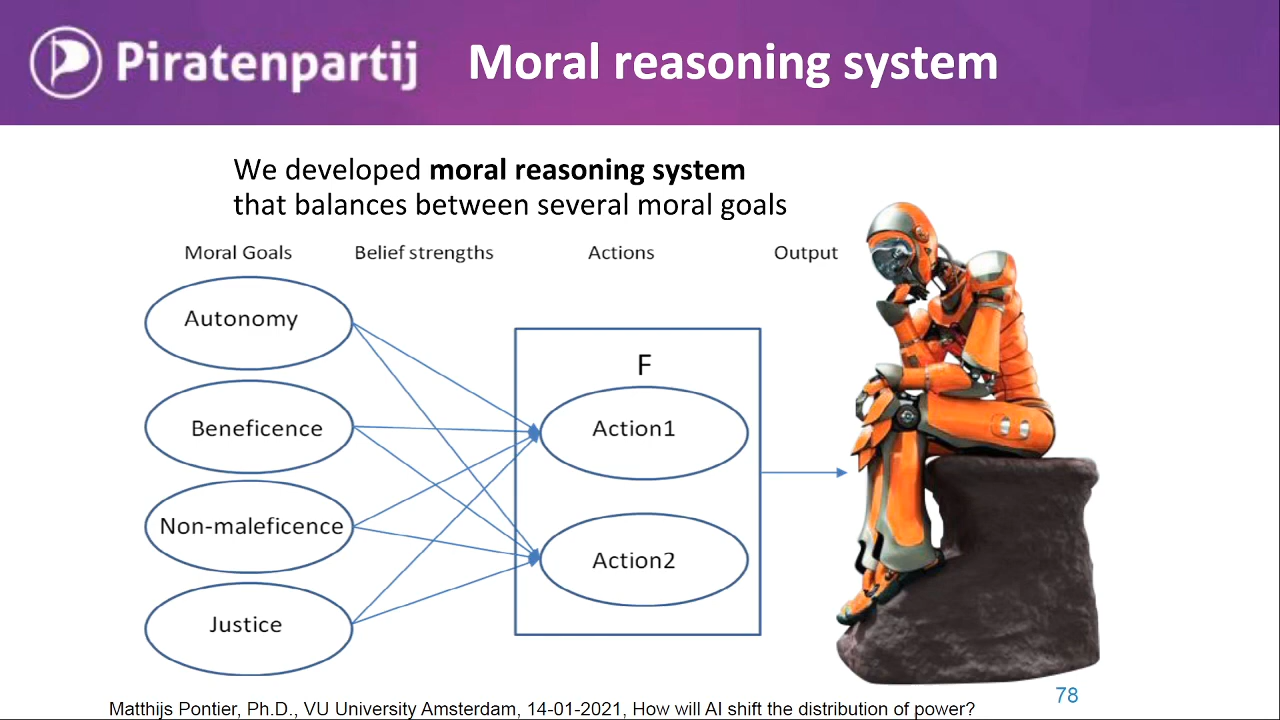 Piratenpartij
Moral reasoning system
We developed moral reasoning system
that balances between several moral goals
Moral Goals
Belief strengths
Actions
Output
Autonomy
Beneficence
Non-maleficence
Justice
F
Action1
Action2
78
Matthijs Pontier, Ph.D., VU University Amsterdam, 14-01-2021, How will AI shift the distribution of power?